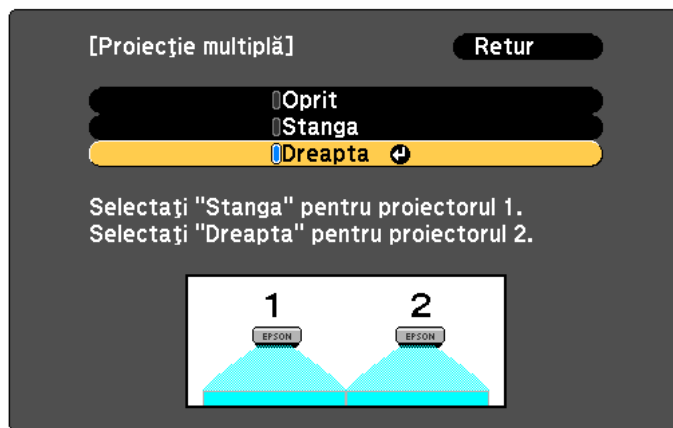 [Proiecţie multiplă]
Retur
Oprit
Stanga
Dreapta
Selectaţi "Stanga" pentru proiectorul 1.
Selectaţi "Dreapta" pentru proiectorul 2.
1 2
EPSON EPSON